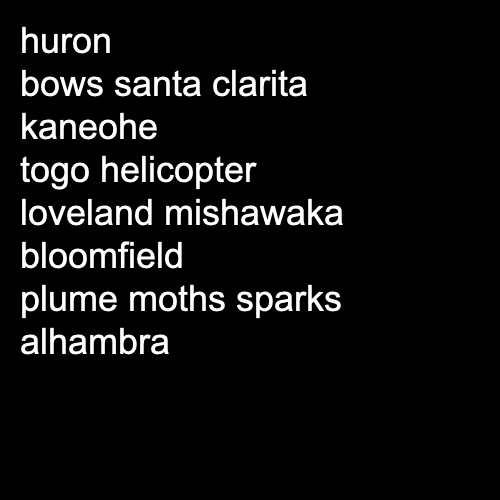 huron
bows santa clarita
kaneohe
togo helicopter
loveland mishawaka
bloomfield
plume moths sparks
alhambra